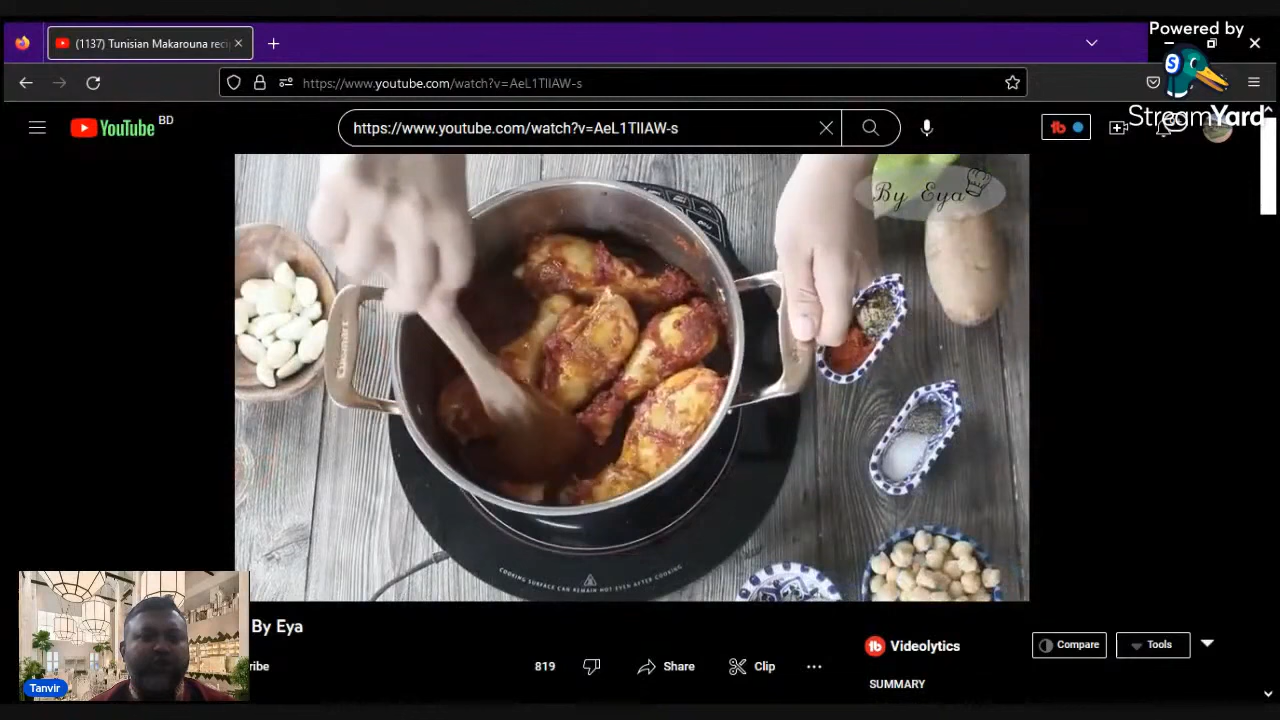 Powered by
StreamYard
(1137) Tunisian Makarouna reci
https://www.youtube.com/watch?v=AeL1TIIAW-s
YouTube BD
https://www.youtube.com/watch?v=AeL1TIIAW-s
By Eya
Cuisinart
COOKING SURFACE CAN REMAIN HOT EVEN AFTER COOKING
By Eya
Videolytics
Compare
Tools
ribe
819
Share
Clip
SUMMARY
Tanvir